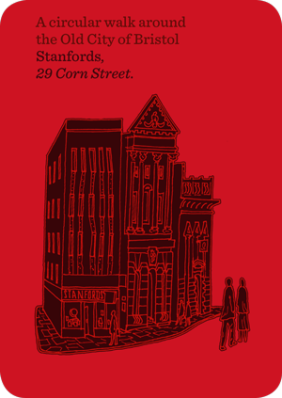 A circular walk around
the Old City of Bristol
Stanfords,
29 Corn Street.
STANFORDS